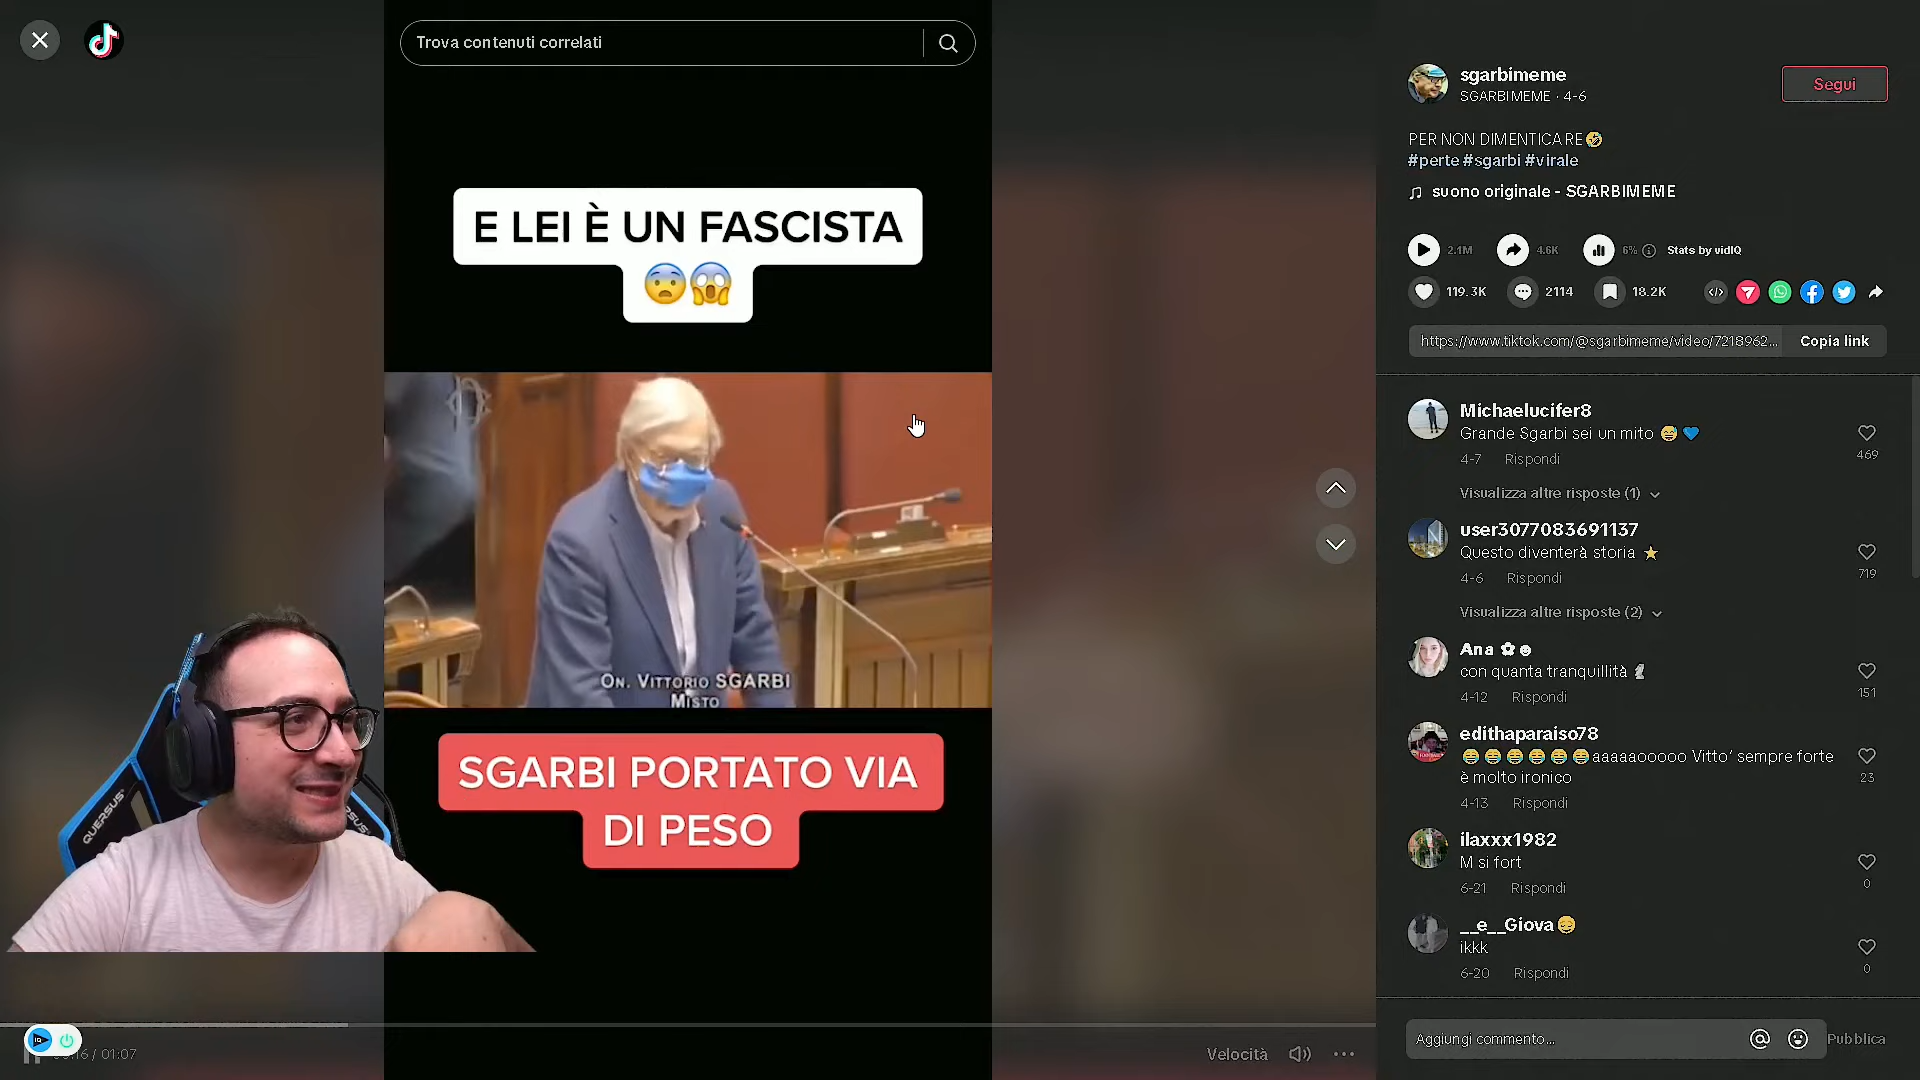 Trova contenuti correlati
E LEI È UN FASCISTA
😨😱
ON. VITTORIO SGARBI
MISTO
SGARBI PORTATO VIA
DI PESO
QUERSUS
/ 01:07
Velocità
sgarbimeme
SGARBIMEME · 4-6
Segui
PER NON DIMENTICARE🤣
#perte #sgarbi #virale
suono originale - SGARBIMEME
2.1M 4.6K 6% Stats by vidIQ
119.3K 2114 18.2K
https://www.tiktok.com/@sgarbimeme/video/7218962... Copia link
Michaelucifer8
Grande Sgarbi sei un mito 😅 💙
4-7 Rispondi
469
Visualizza altre risposte (1)
user3077083691137
Questo diventerà storia ⭐
4-6 Rispondi
719
Visualizza altre risposte (2)
Ana ✿☻
con quanta tranquillità
4-12 Rispondi
151
edithaparaiso78
😂😂😂😂😂😂aaaaaooooo Vitto' sempre forte
è molto ironico
23
4-13 Rispondi
ilaxxx1982
M si fort
6-21 Rispondi
0
__e__Giova😏
ikkk
6-20 Rispondi
0
Aggiungi commento... Pubblica